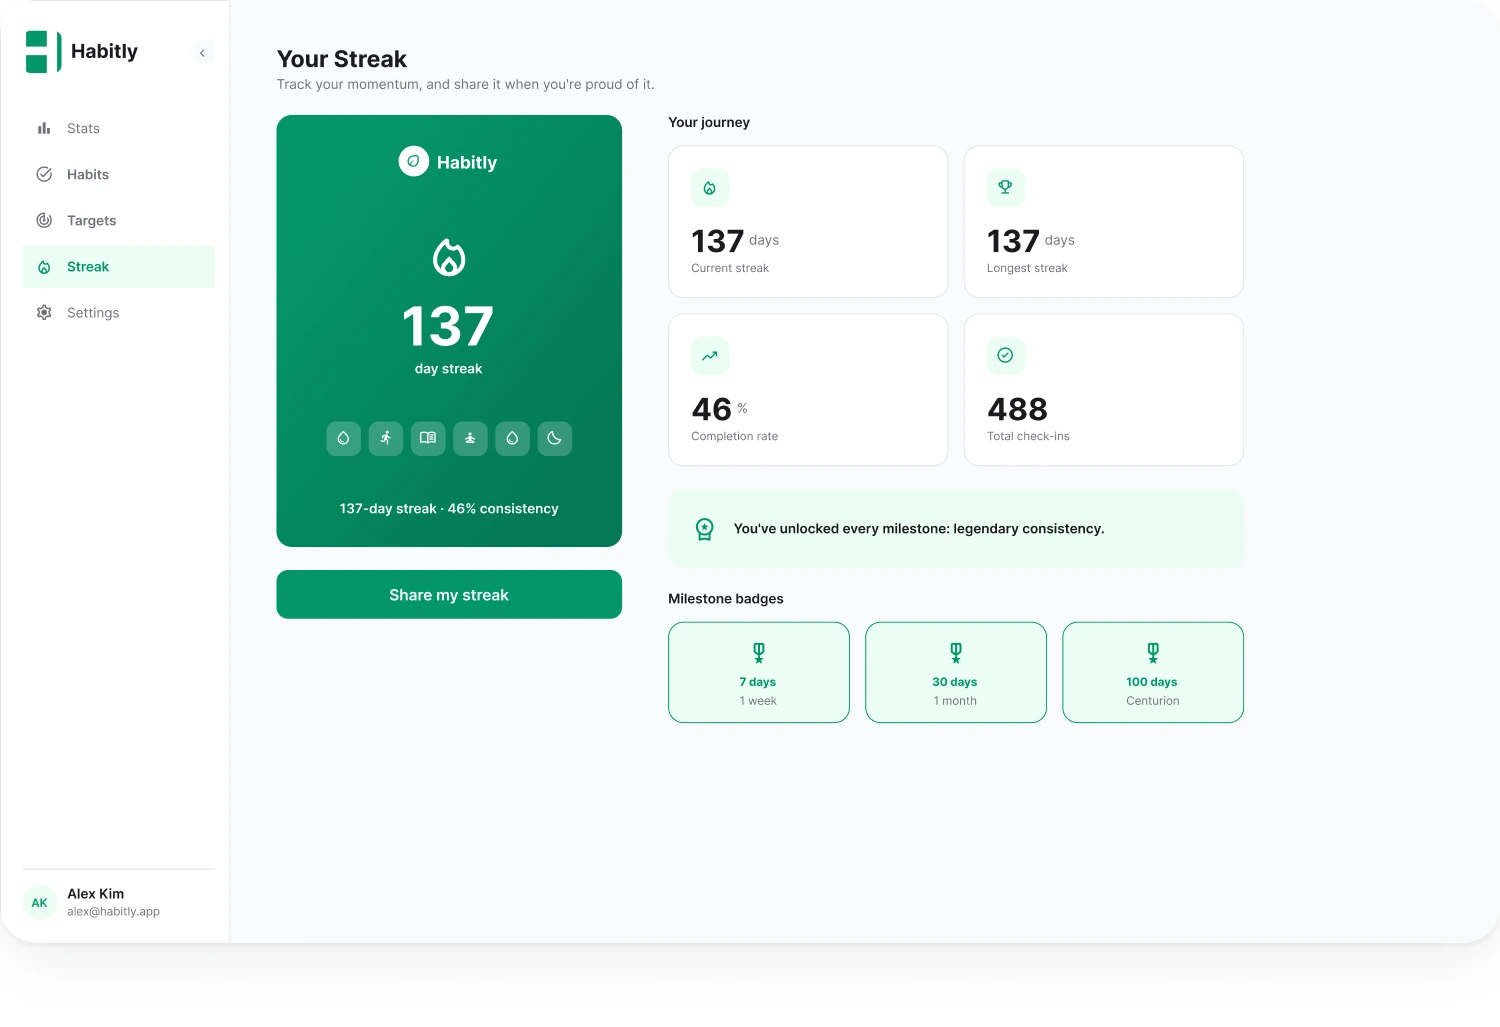 Habitly
Stats
Habits
Targets
Streak
Settings
AK
Alex Kim
alex@habitly.app
Your Streak
Track your momentum, and share it when you're proud of it.
Habitly
137
day streak
137-day streak · 46% consistency
Share my streak
Your journey
137 days
Current streak
137 days
Longest streak
46 %
Completion rate
488
Total check-ins
You've unlocked every milestone: legendary consistency.
Milestone badges
7 days
1 week
30 days
1 month
100 days
Centurion